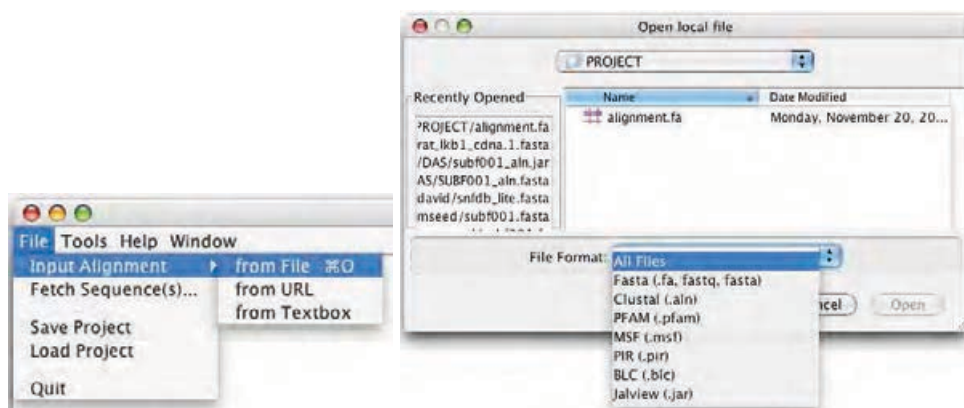 File Tools Help Window
Input Alignment
from File ⌘O
from URL
from Textbox
Fetch Sequence(s)...
Save Project
Load Project
Quit
Open local file
PROJECT
Recently Opened
PROJECT/alignment.fa
rat_lkb1_cdna.1.fasta
/DAS/subf001_aln.jar
AS/SUBF001_aln.fasta
david/snfdb_lite.fasta
mseed/subf001.fasta
Name
Date Modified
alignment.fa
Monday, November 20, 20...
File Format:
All Files
Fasta (.fa, fastq, fasta)
Clustal (.aln)
PFAM (.pfam)
MSF (.msf)
PIR (.pir)
BLC (.blc)
Jalview (.jar)
ncel
Open